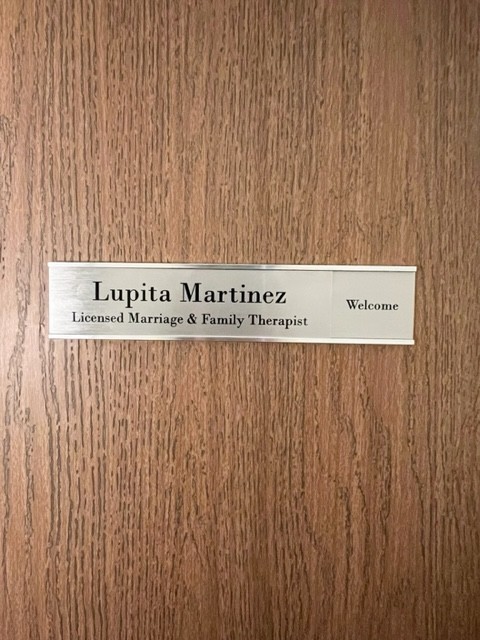 Lupita Martinez
Licensed Marriage & Family Therapist
Welcome